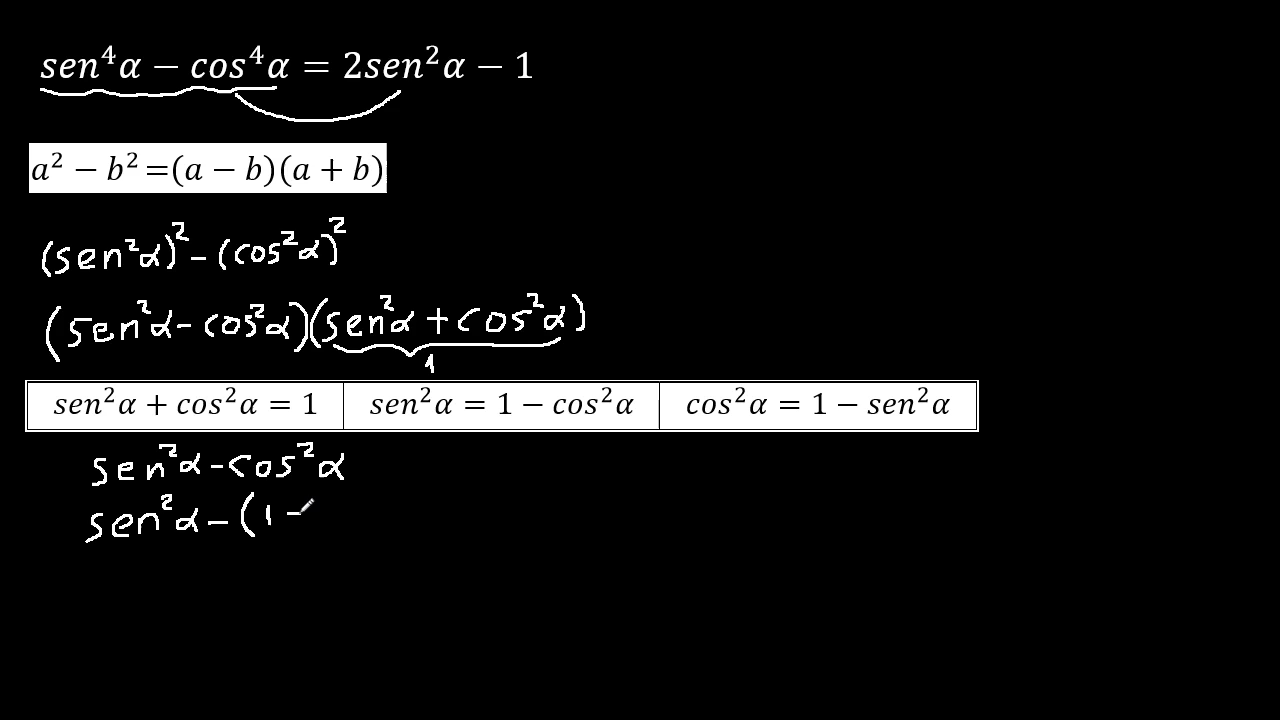 sen⁴α − cos⁴α = 2sen²α − 1
a² − b²=(a − b)(a + b)
(sen²α)² − (cos²α)²
(sen²α − cos²α)(sen²α + cos²α)
1
sen²α + cos²α = 1 sen²α = 1 − cos²α cos²α = 1 − sen²α
sen²α − cos²α
sen²α − (1 −